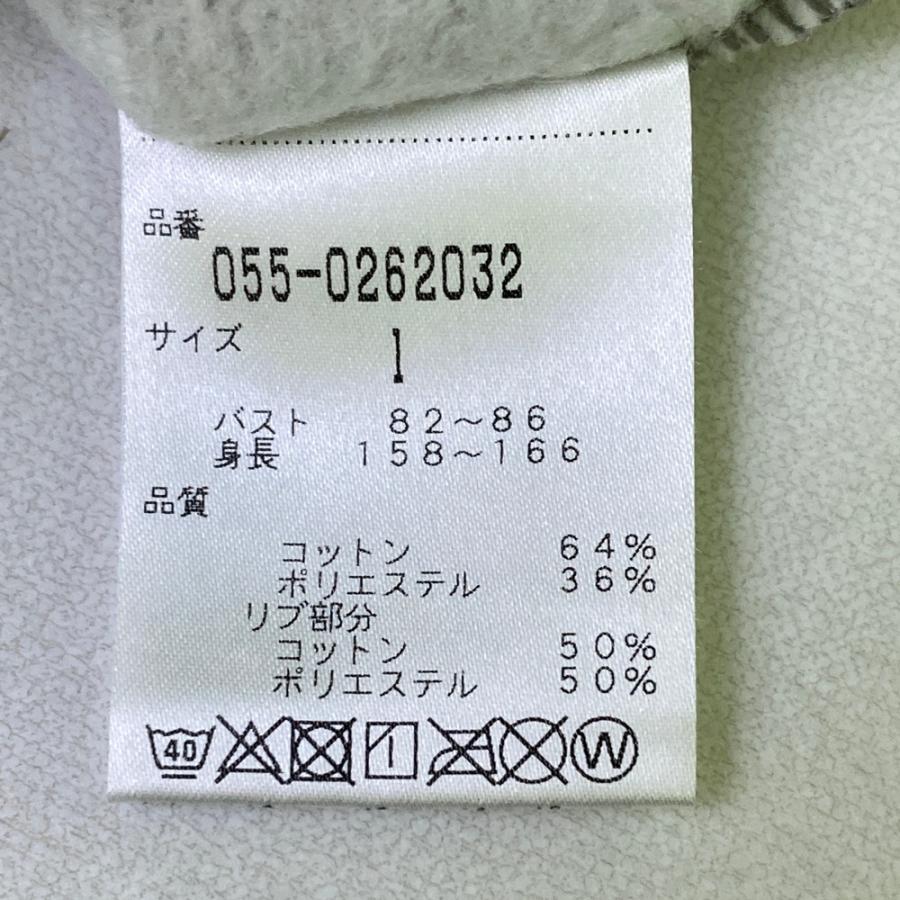 品番
055-0262032
サイズ
1
バスト 82〜86
身長 158〜166
品質
コットン 64%
ポリエステル 36%
リブ部分
コットン 50%
ポリエステル 50%
40 W